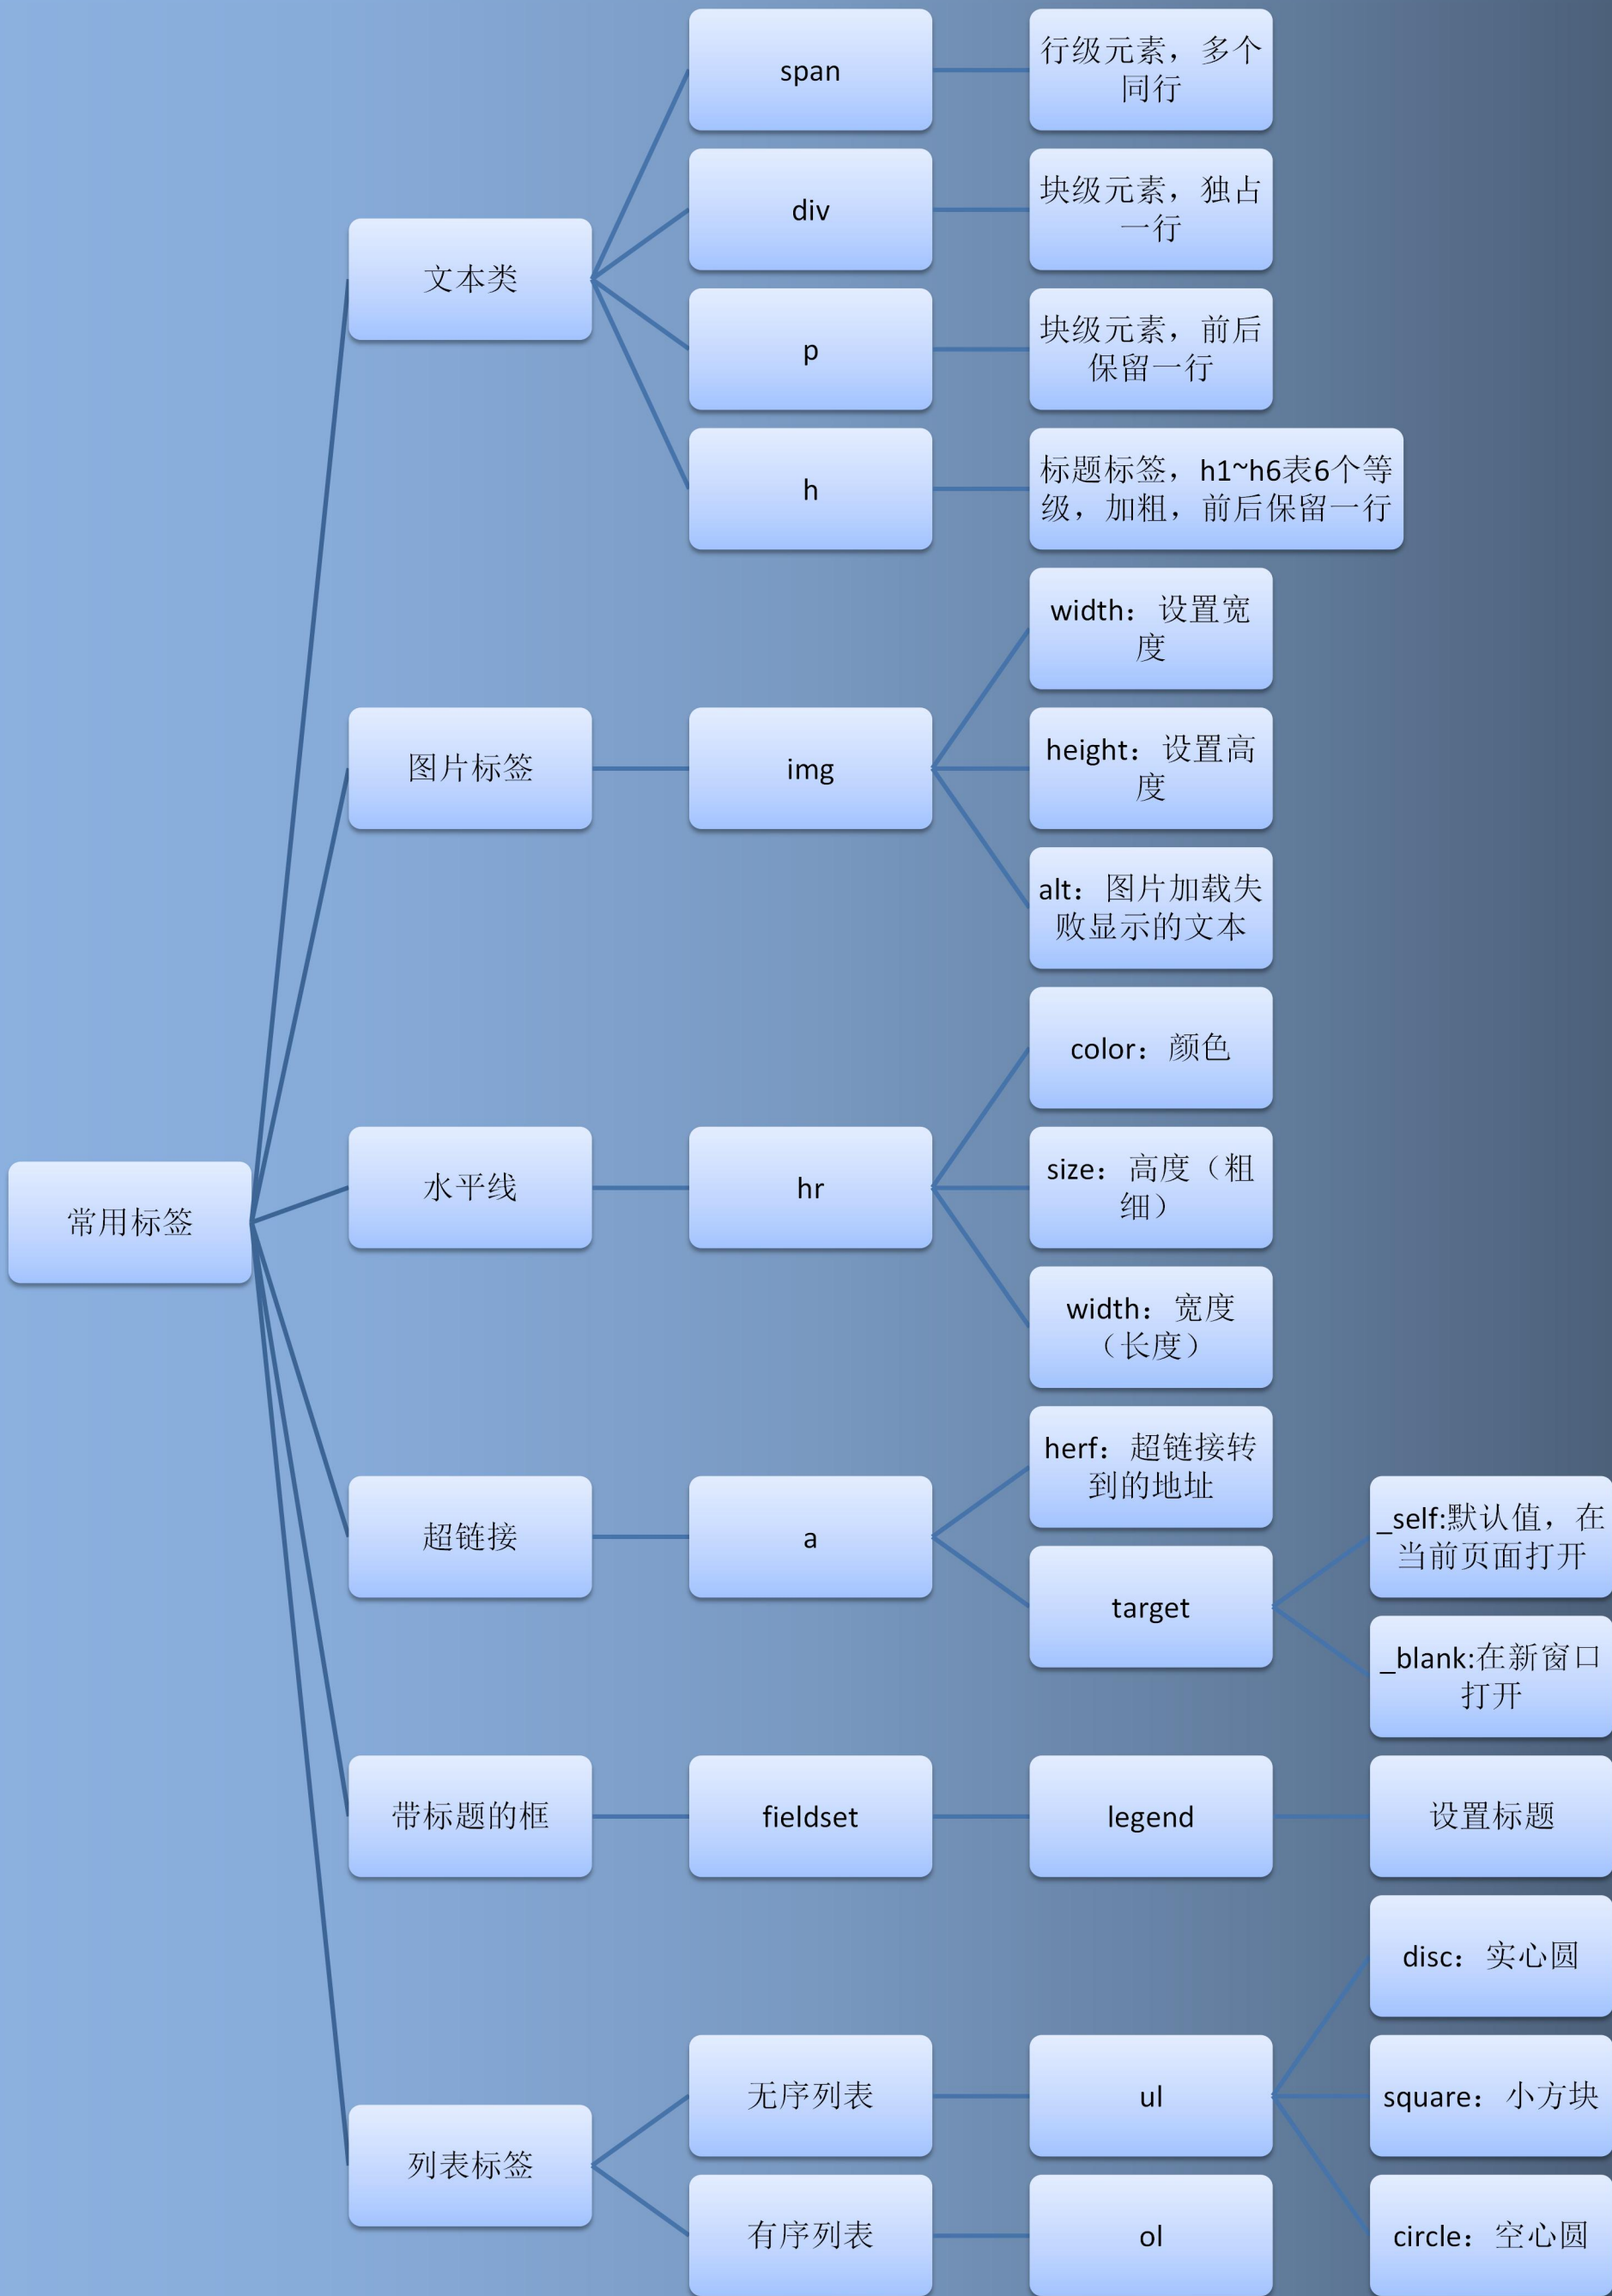 常用标签
文本类
span
行级元素，多个
同行
div
块级元素，独占
一行
p
块级元素，前后
保留一行
h
标题标签，h1~h6表6个等
级，加粗，前后保留一行
图片标签
img
width：设置宽
度
height：设置高
度
alt：图片加载失
败显示的文本
水平线
hr
color：颜色
size：高度（粗
细）
width：宽度
（长度）
超链接
a
herf：超链接转
到的地址
target
_self:默认值，在
当前页面打开
_blank:在新窗口
打开
带标题的框
fieldset
legend
设置标题
列表标签
无序列表
ul
disc：实心圆
square：小方块
circle：空心圆
有序列表
ol